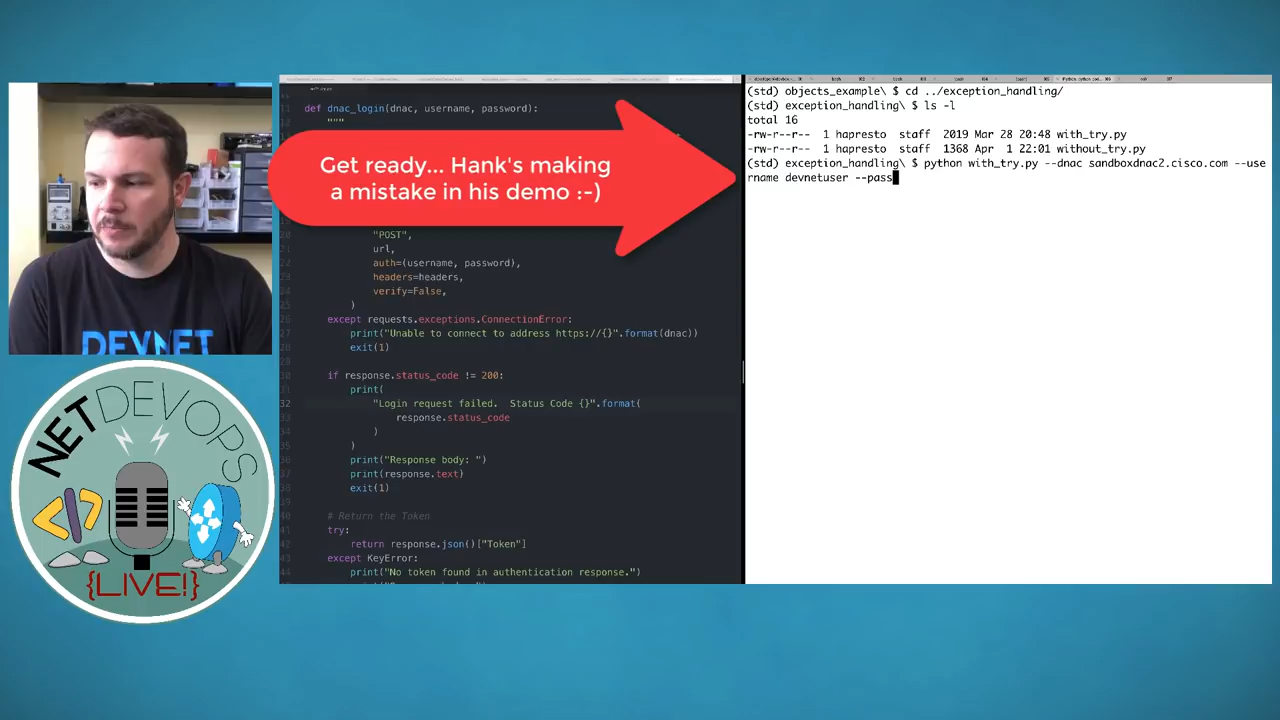 def dnac_login(dnac, username, password):
"""
Get ready... Hank's making
a mistake in his demo :-)
"POST",
url,
auth=(username, password),
headers=headers,
verify=False,
)
except requests.exceptions.ConnectionError:
print("Unable to connect to address https://{}".format(dnac))
exit(1)
if response.status_code != 200:
print(
"Login request failed.  Status Code {}".format(
response.status_code
)
)
print("Response body: ")
print(response.text)
exit(1)
# Return the Token
try:
return response.json()["Token"]
except KeyError:
print("No token found in authentication response.")
(std) objects_example\ $ cd ../exception_handling/
(std) exception_handling\ $ ls -l
total 16
-rw-r--r--  1 hapresto  staff  2019 Mar 28 20:48 with_try.py
-rw-r--r--  1 hapresto  staff  1368 Apr  1 22:01 without_try.py
(std) exception_handling\ $ python with_try.py --dnac sandboxdnac2.cisco.com --use
rname devnetuser --pass
DEVNET
NETDEVOPS
</>
{LIVE!}